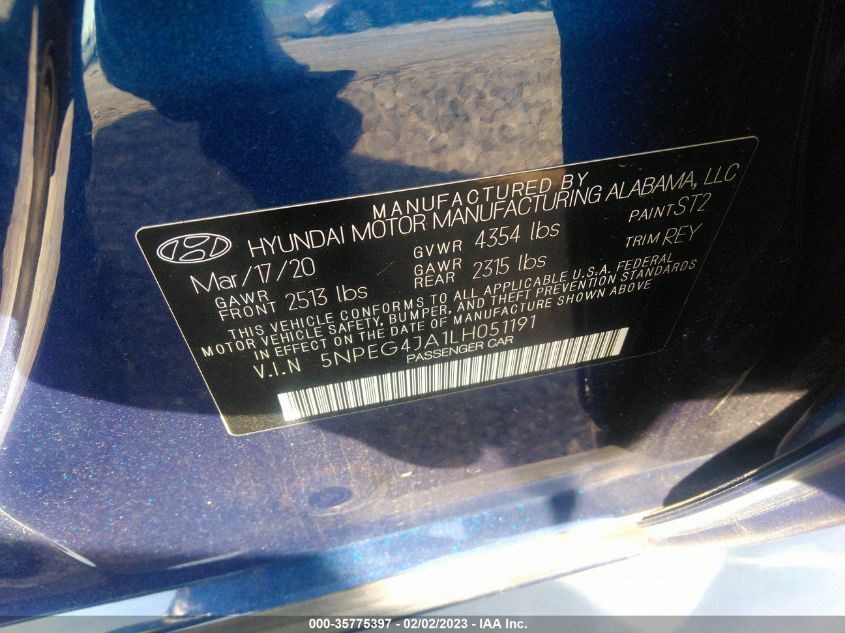 MANUFACTURED BY
HYUNDAI MOTOR MANUFACTURING ALABAMA, LLC
Mar/17/20 GVWR 4354 lbs PAINT ST2
GAWR FRONT 2513 lbs GAWR REAR 2315 lbs TRIM REY
THIS VEHICLE CONFORMS TO ALL APPLICABLE U.S.A. FEDERAL
MOTOR VEHICLE SAFETY, BUMPER, AND THEFT PREVENTION STANDARDS
IN EFFECT ON THE DATE OF MANUFACTURE SHOWN ABOVE
V.I.N 5NPEG4JA1LH051191
PASSENGER CAR
000-35775397 - 02/02/2023 - IAA Inc.